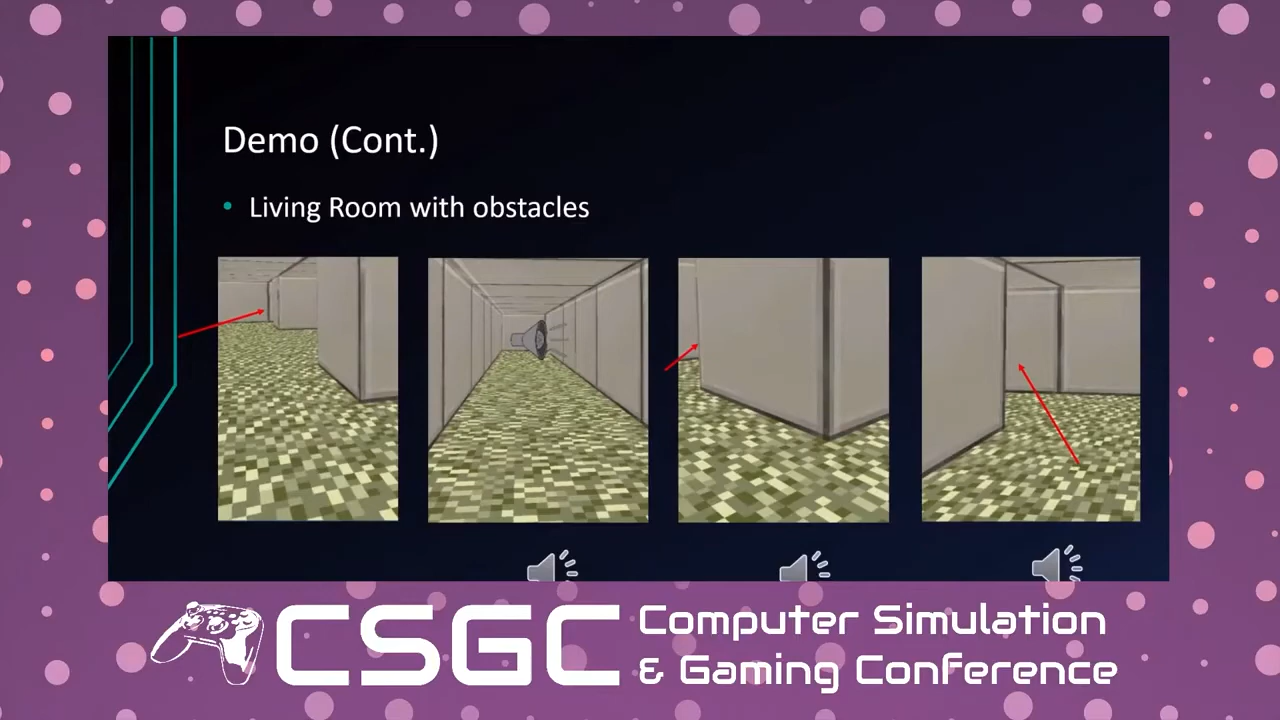 Demo (Cont.)
• Living Room with obstacles
CSGC Computer Simulation
& Gaming Conference